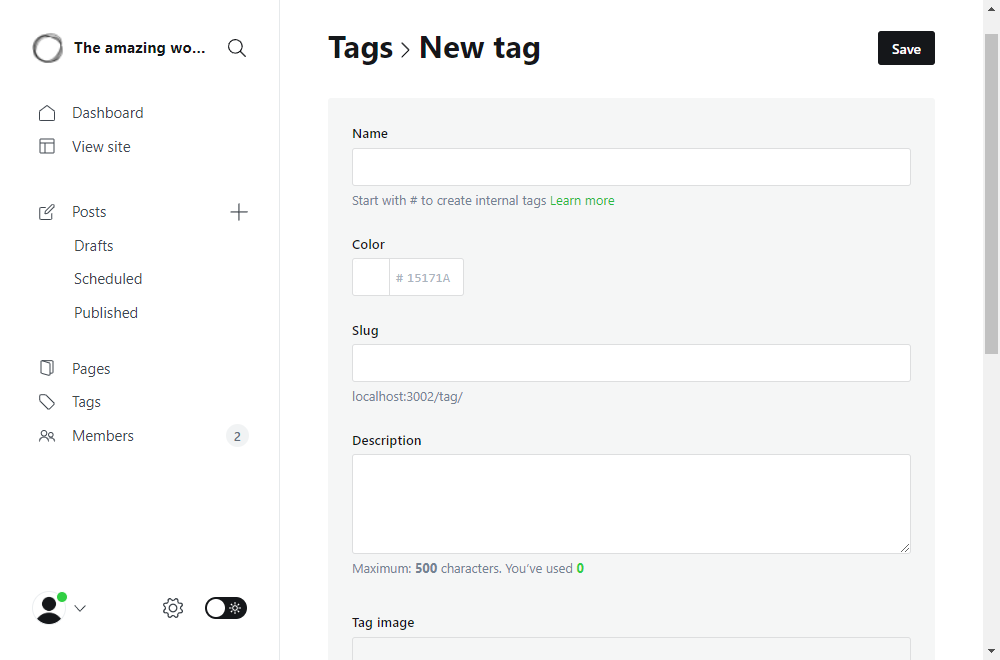 The amazing wo...
Dashboard
View site
Posts
Drafts
Scheduled
Published
Pages
Tags
Members 2
Tags > New tag
Save
Name
Start with # to create internal tags Learn more
Color
# 15171A
Slug
localhost:3002/tag/
Description
Maximum: 500 characters. You’ve used 0
Tag image